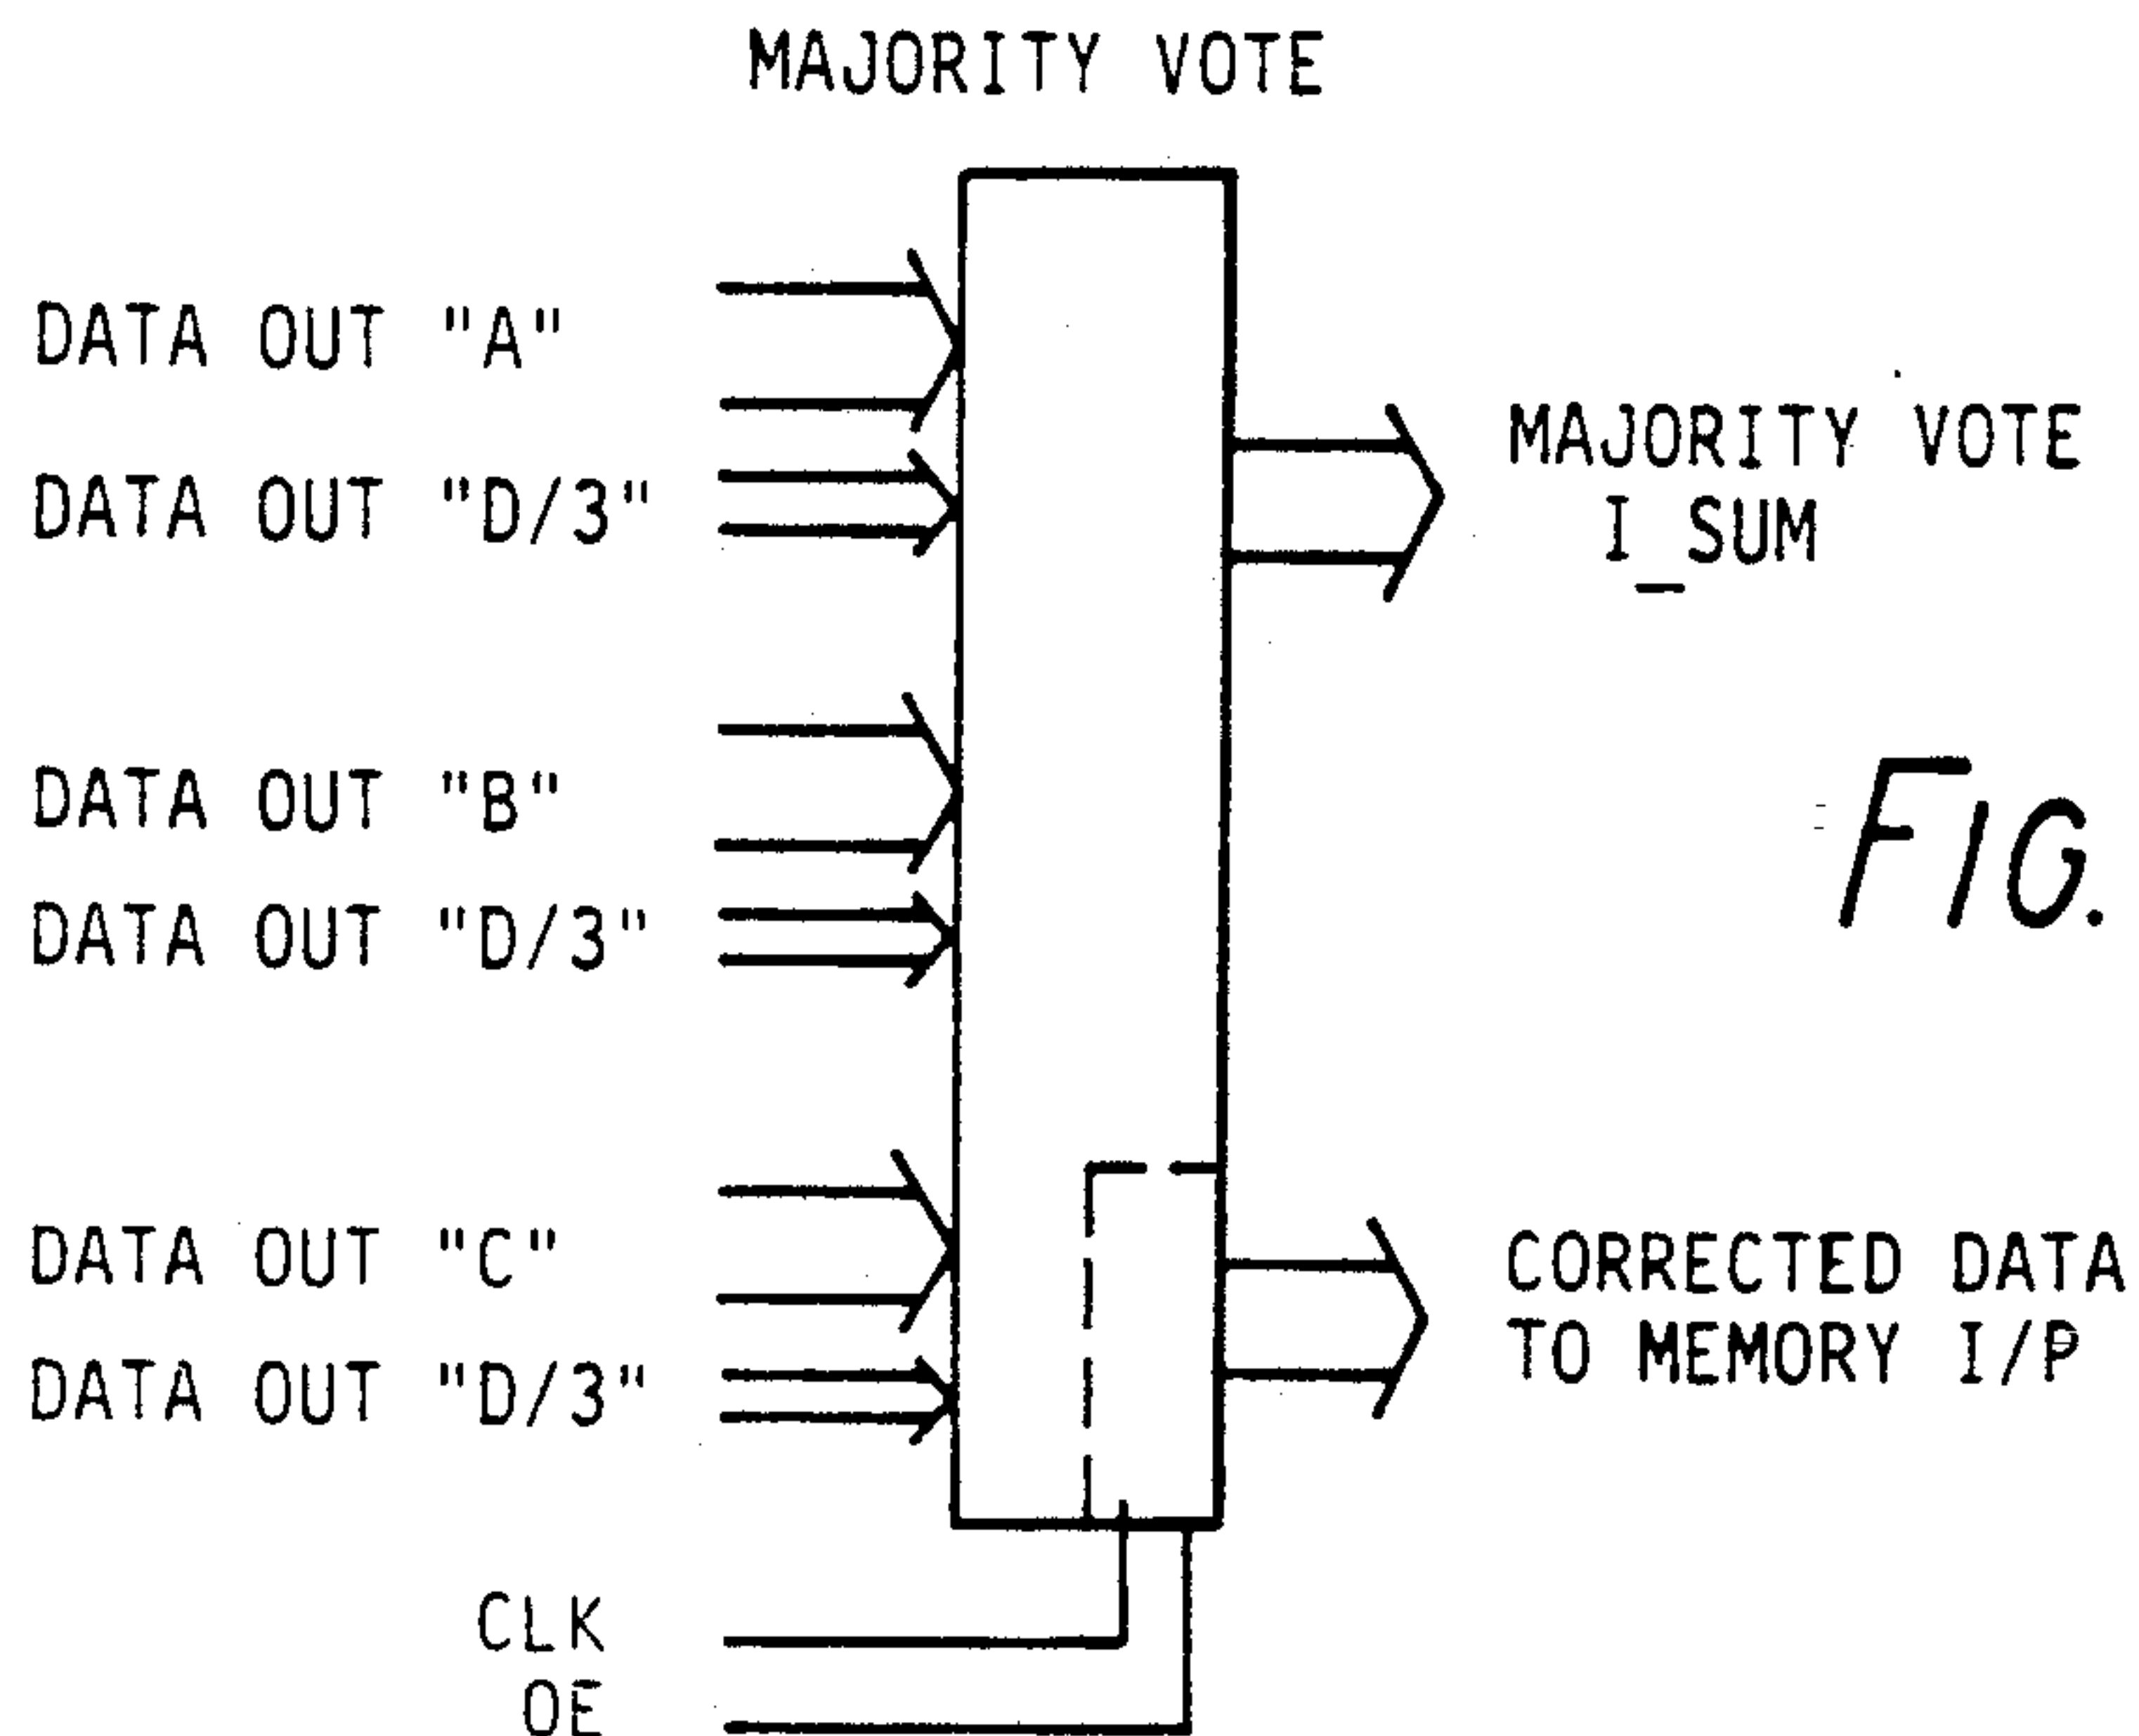 MAJORITY VOTE
DATA OUT "A"
DATA OUT "D/3"
MAJORITY VOTE
I_SUM
DATA OUT "B"
DATA OUT "D/3"
FIG.
DATA OUT "C"
DATA OUT "D/3"
CORRECTED DATA
TO MEMORY I/P
CLK
OE